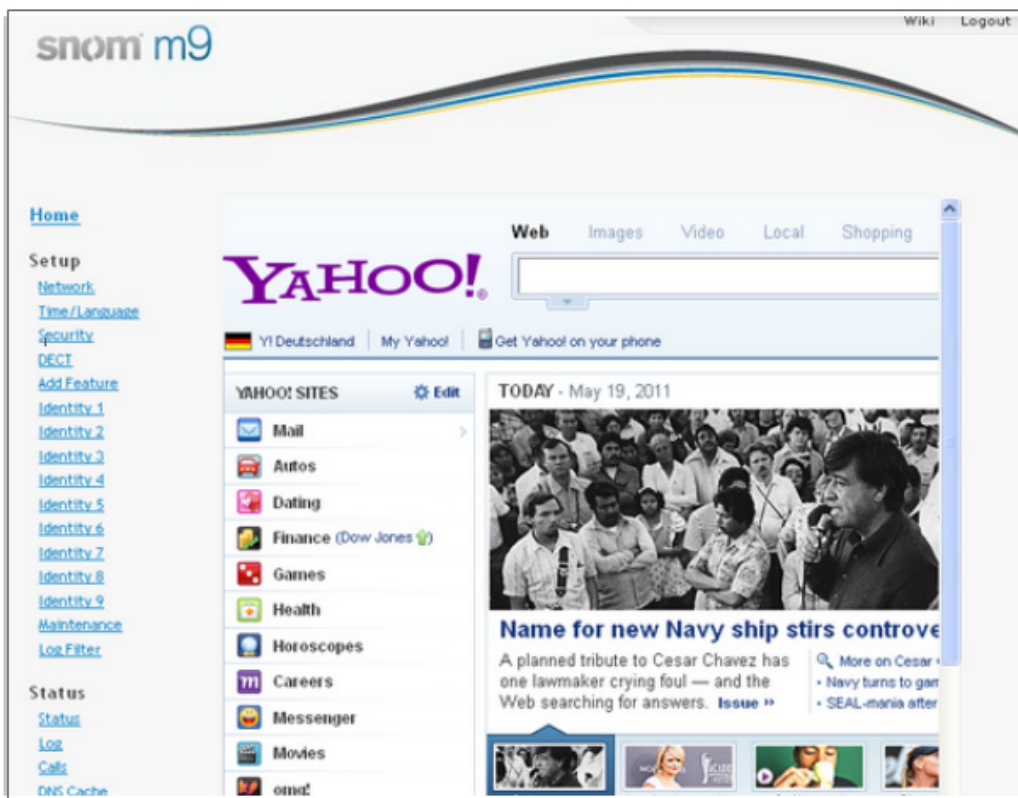 Wiki Logout
snom m9
Home
Setup
Network
Time/Language
Security
DECT
Add Feature
Identity 1
Identity 2
Identity 3
Identity 4
Identity 5
Identity 6
Identity 7
Identity 8
Identity 9
Maintenance
Log Filter
Status
Status
Log
Calls
DNS Cache
Web Images Video Local Shopping
YAHOO!
Y! Deutschland My Yahoo! Get Yahoo! on your phone
YAHOO! SITES Edit
Mail
Autos
Dating
Finance (Dow Jones)
Games
Health
Horoscopes
Careers
Messenger
Movies
omg!
TODAY - May 19, 2011
Name for new Navy ship stirs controve
A planned tribute to Cesar Chavez has
one lawmaker crying foul — and the
Web searching for answers. Issue »
More on Cesar
• Navy turns to gam
• SEAL-mania after